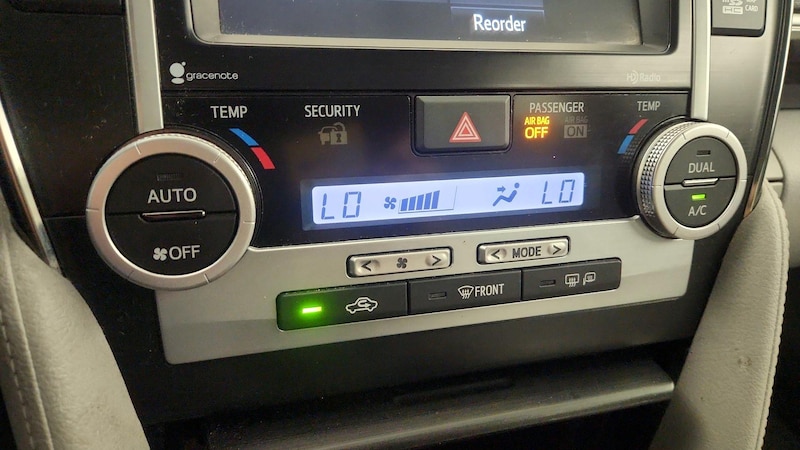 Reorder
CARD
gracenote
HD Radio
TEMP
SECURITY
PASSENGER
TEMP
AIR BAG
OFF
AIR BAG
ON
AUTO
OFF
LO
LO
DUAL
A/C
MODE
FRONT